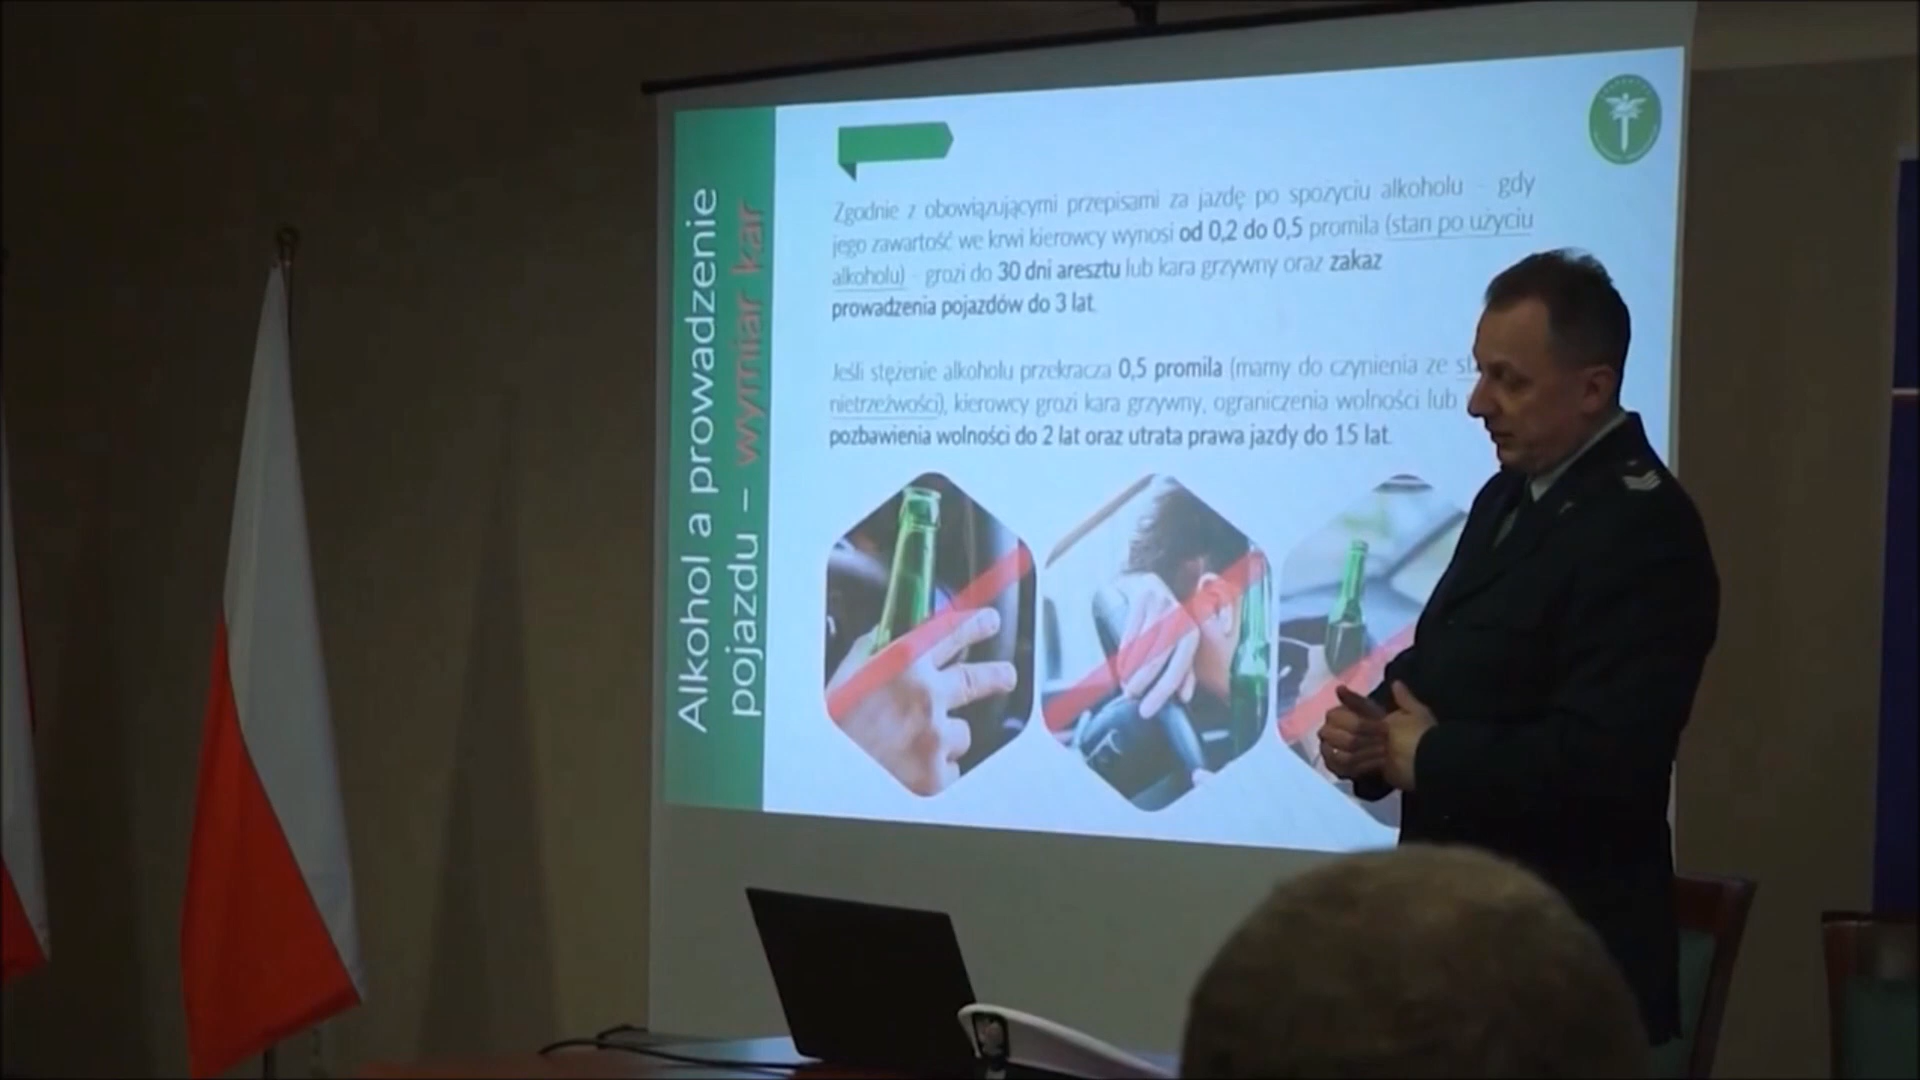 Alkohol a prowadzenie
pojazdu – wymiar kar
Zgodnie z obowiązującymi przepisami za jazdę po spożyciu alkoholu - gdy
jego zawartość we krwi kierowcy wynosi od 0,2 do 0,5 promila (stan po użyciu
alkoholu) - grozi do 30 dni aresztu lub kara grzywny oraz zakaz
prowadzenia pojazdów do 3 lat.
Jeśli stężenie alkoholu przekracza 0,5 promila (mamy do czynienia ze
nietrzeźwości), kierowcy grozi kara grzywny, ograniczenia wolności lub
pozbawienia wolności do 2 lat oraz utrata prawa jazdy do 15 lat.